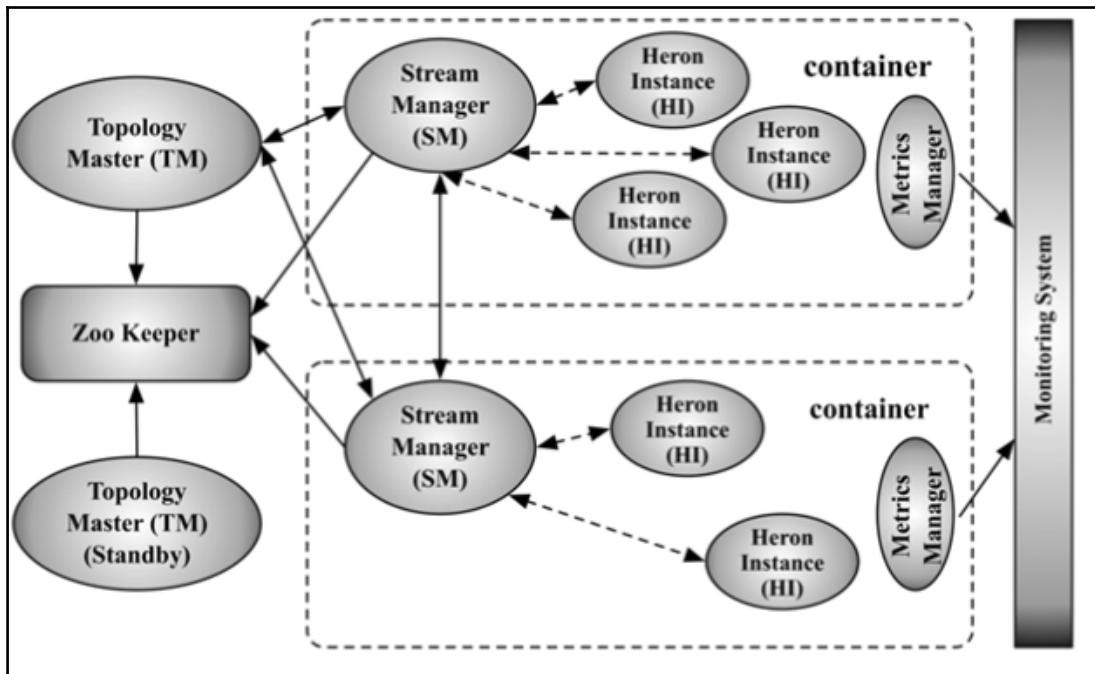 Topology
Master (TM)
Zoo Keeper
Topology
Master (TM)
(Standby)
container
Stream
Manager
(SM)
Heron
Instance
(HI)
Heron
Instance
(HI)
Heron
Instance
(HI)
Metrics
Manager
container
Stream
Manager
(SM)
Heron
Instance
(HI)
Heron
Instance
(HI)
Metrics
Manager
Monitoring System